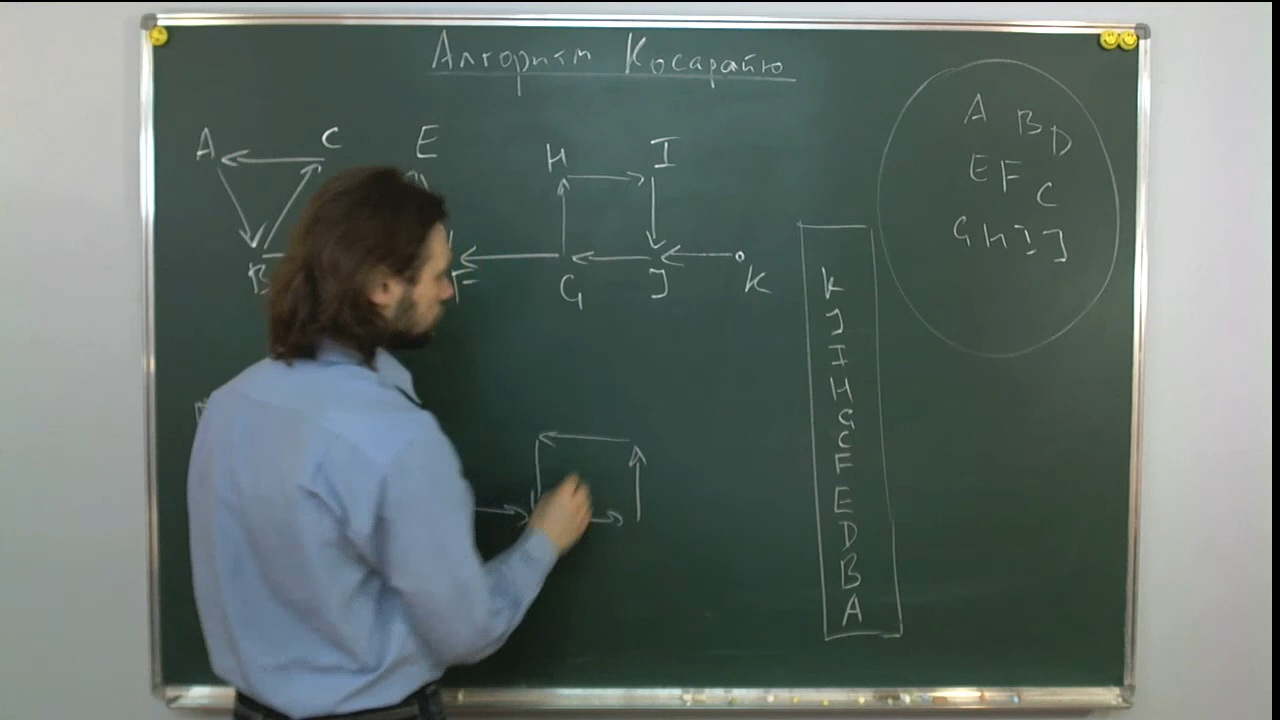 Алгоритм Косарайю
A C E H I
B F G J K
A B D
E F C
G H I J
K
J
I
H
G
C
F
E
D
B
A